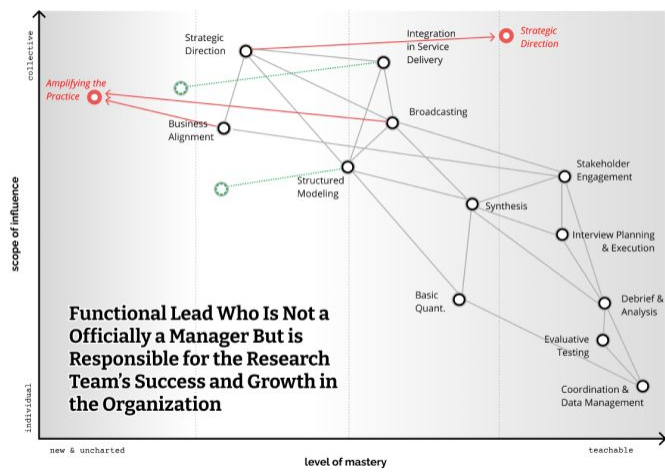 collective
scope of influence
individual
Strategic
Direction
Integration
in Service
Delivery
Strategic
Direction
Amplifying the
Practice
Business
Alignment
Broadcasting
Structured
Modeling
Stakeholder
Engagement
Synthesis
Interview Planning
& Execution
Basic
Quant.
Debrief &
Analysis
Evaluative
Testing
Coordination &
Data Management
Functional Lead Who Is Not a
Officially a Manager But is
Responsible for the Research
Team's Success and Growth in
the Organization
new & uncharted
level of mastery
teachable